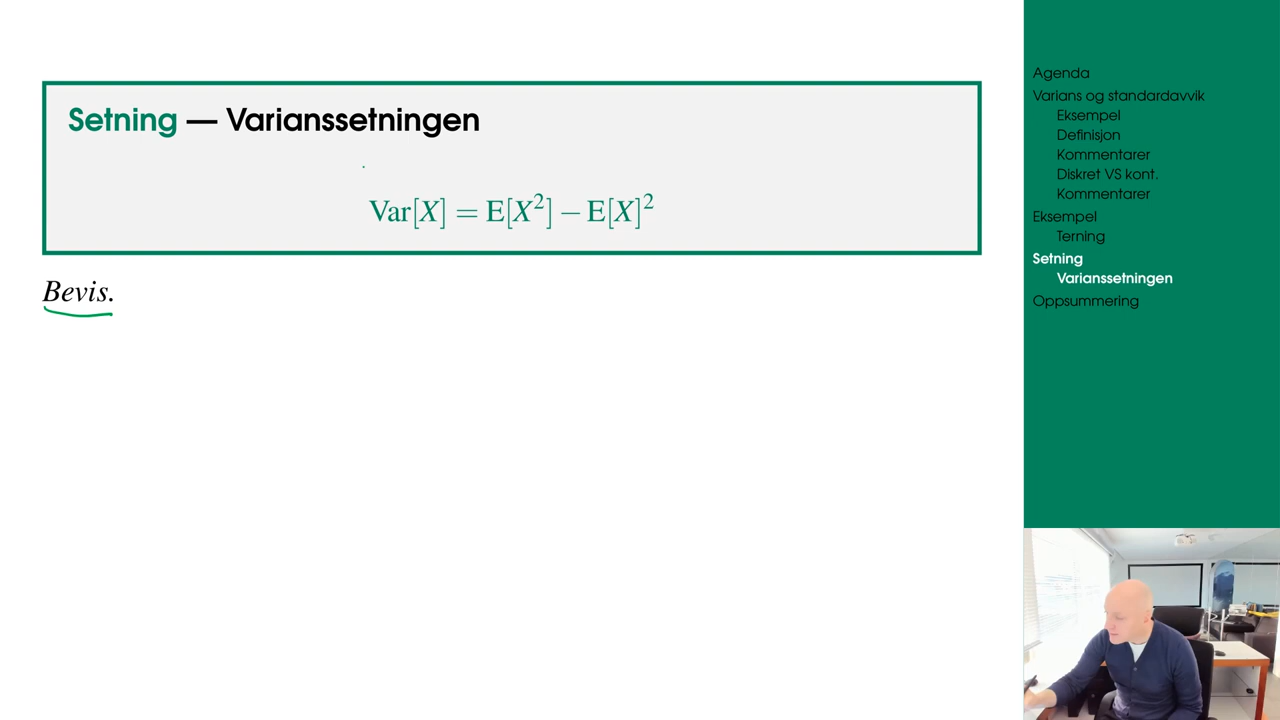 Setning — Varianssetningen
Var[X] = E[X²] − E[X]²
Bevis.
Agenda
Varians og standardavvik
Eksempel
Definisjon
Kommentarer
Diskret VS kont.
Kommentarer
Eksempel
Terning
Setning
Varianssetningen
Oppsummering